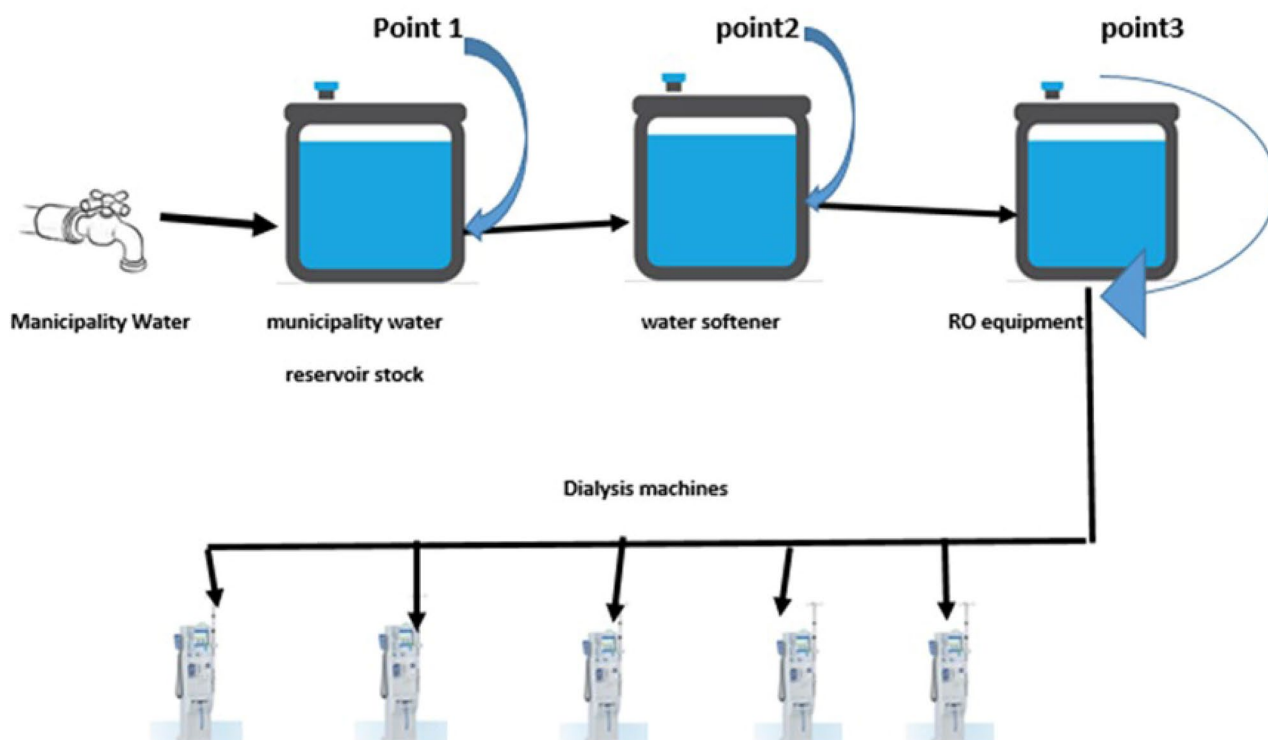 Point 1
point2
point3
Manicipality Water
municipality water
reservoir stock
water softener
RO equipment
Dialysis machines